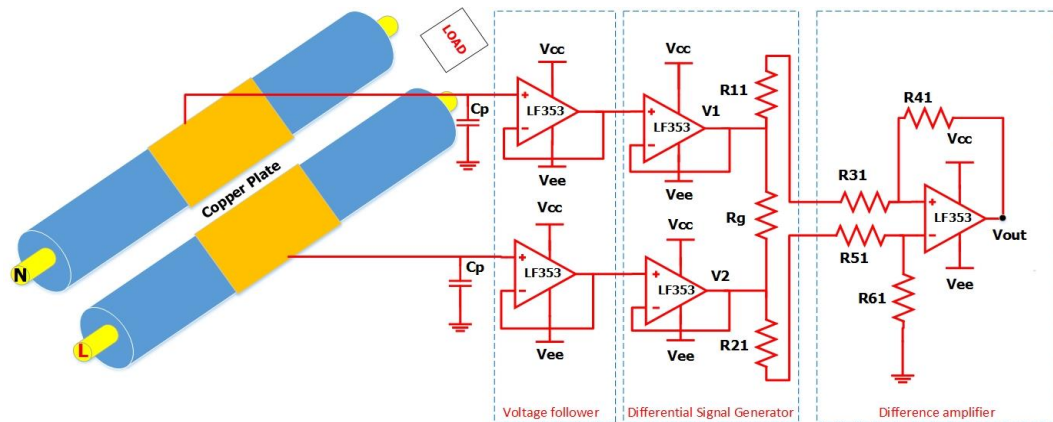 LOAD
N
L
Copper Plate
Cp
Cp
Vcc
LF353
Vee
Vcc
LF353
Vee
Voltage follower
Vcc
LF353
V1
Vee
Vcc
LF353
V2
Vee
R11
Rg
R21
Differential Signal Generator
R41
Vcc
R31
LF353
Vout
R51
Vee
R61
Difference amplifier